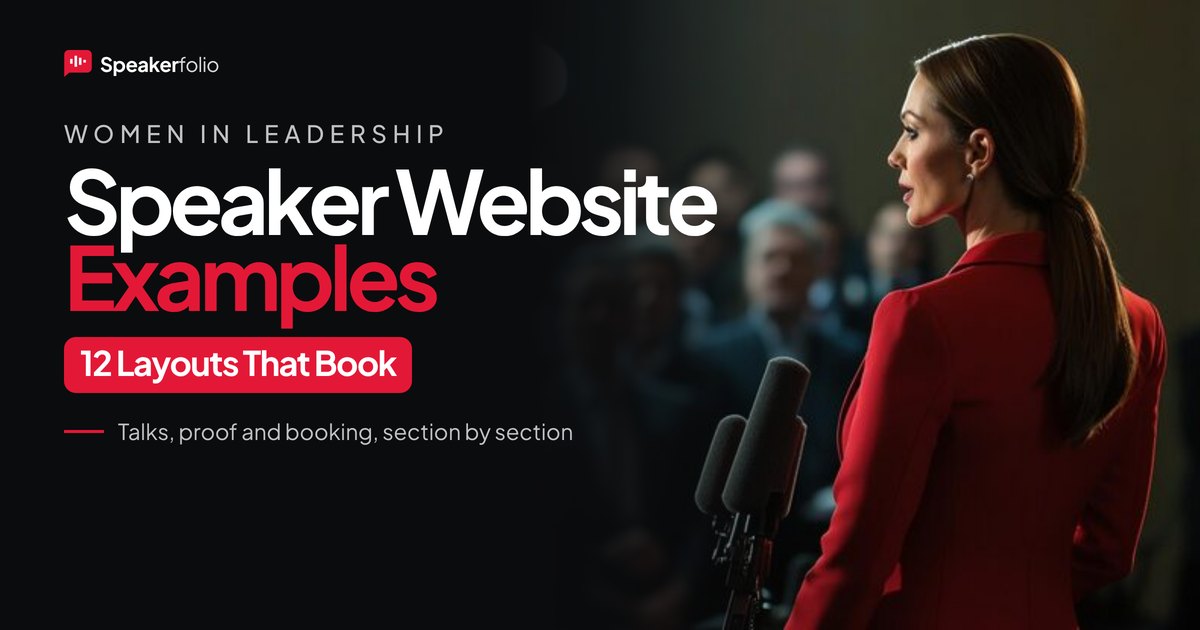 Speakerfolio
WOMEN IN LEADERSHIP
Speaker Website
Examples
12 Layouts That Book
Talks, proof and booking, section by section